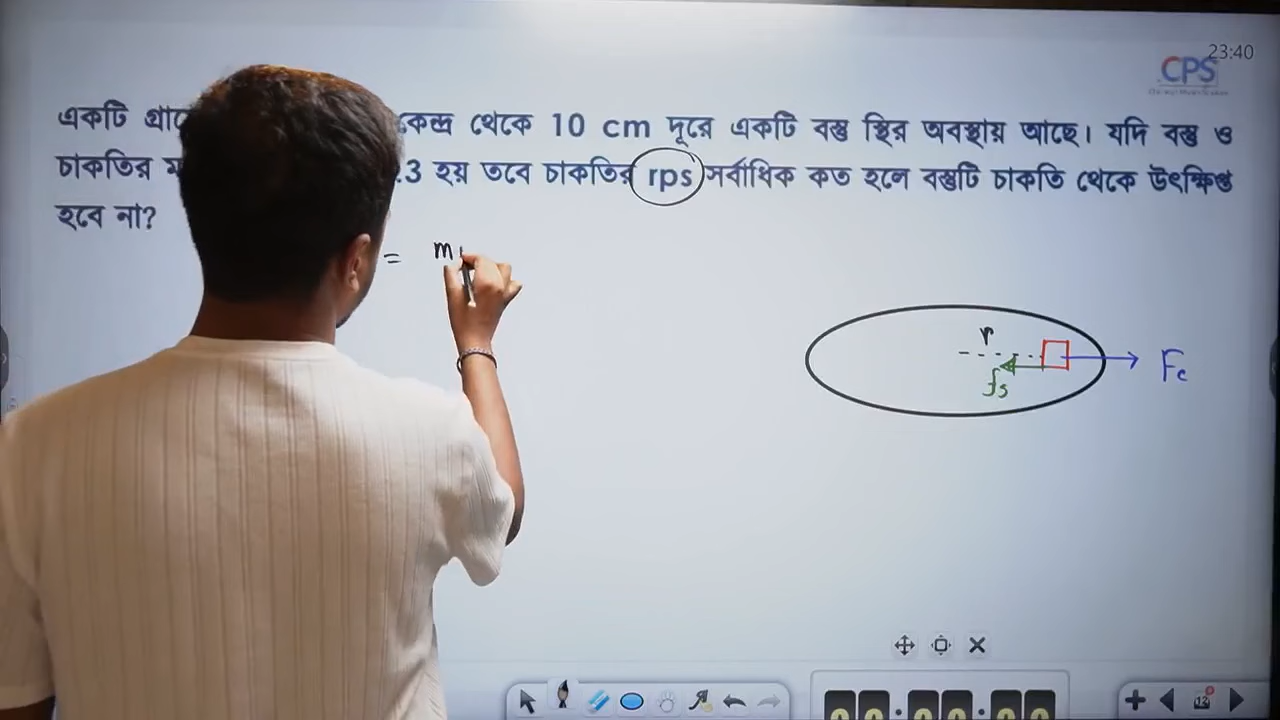 23:40
CPS
একটি কেন্দ্র থেকে 10 cm দূরে একটি বস্তু স্থির অবস্থায় আছে। যদি বস্তু ও
চাকতির .3 হয় তবে চাকতির rps সর্বাধিক কত হলে বস্তুটি চাকতি থেকে উৎক্ষিপ্ত
হবে না?
= m
r
fs
Fc